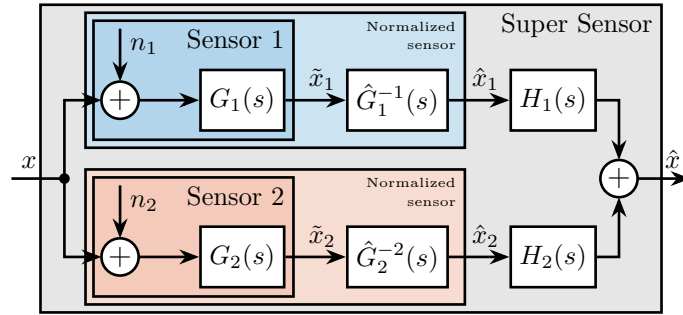 Super Sensor
n₁
Sensor 1
Normalized
sensor
+
G₁(s)
x̃₁
Ĝ₁⁻¹(s)
x̂₁
H₁(s)
x
+
x̂
n₂
Sensor 2
Normalized
sensor
+
G₂(s)
x̃₂
Ĝ₂⁻²(s)
x̂₂
H₂(s)